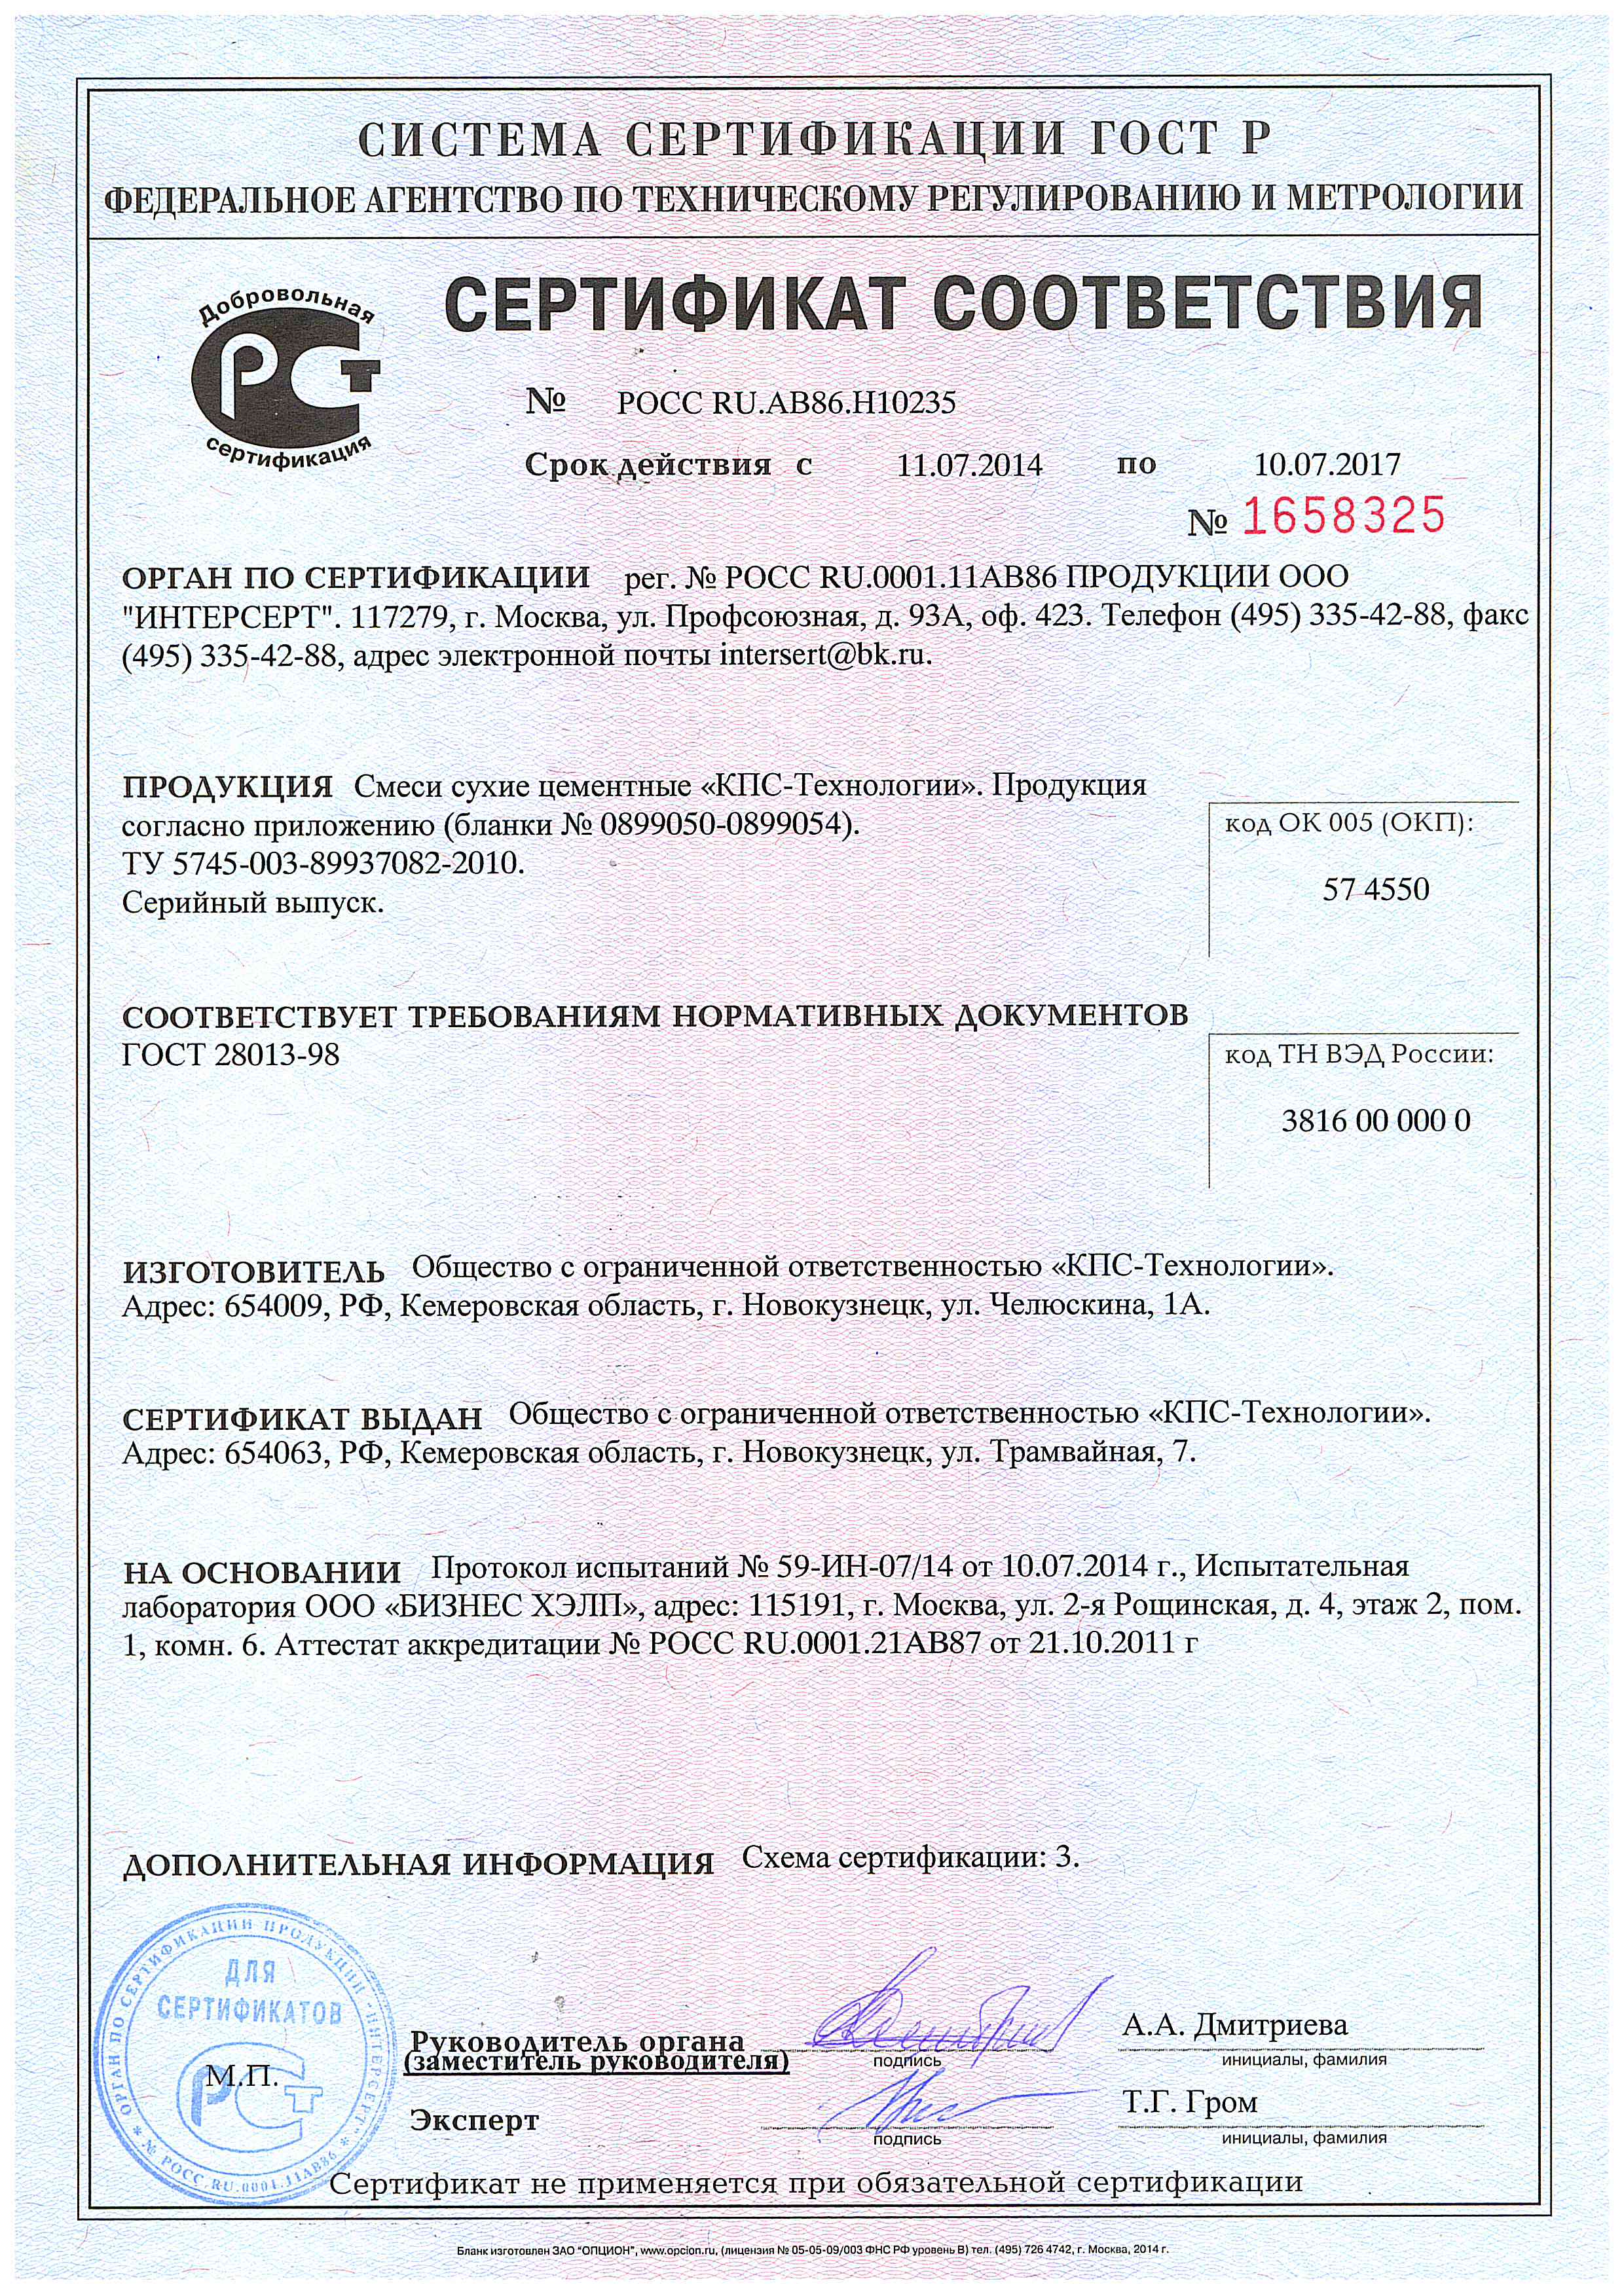 СИСТЕМА СЕРТИФИКАЦИИ ГОСТ Р
ФЕДЕРАЛЬНОЕ АГЕНТСТВО ПО ТЕХНИЧЕСКОМУ РЕГУЛИРОВАНИЮ И МЕТРОЛОГИИ
Добровольная
РСТ
сертификация
СЕРТИФИКАТ СООТВЕТСТВИЯ
№ РОСС RU.АВ86.Н10235
Срок действия с 11.07.2014 по 10.07.2017
№ 1658325
ОРГАН ПО СЕРТИФИКАЦИИ рег. № РОСС RU.0001.11АВ86 ПРОДУКЦИИ ООО
"ИНТЕРСЕРТ". 117279, г. Москва, ул. Профсоюзная, д. 93А, оф. 423. Телефон (495) 335-42-88, факс
(495) 335-42-88, адрес электронной почты intersert@bk.ru.
ПРОДУКЦИЯ Смеси сухие цементные «КПС-Технологии». Продукция
согласно приложению (бланки № 0899050-0899054).
ТУ 5745-003-89937082-2010.
Серийный выпуск.
код ОК 005 (ОКП):
57 4550
СООТВЕТСТВУЕТ ТРЕБОВАНИЯМ НОРМАТИВНЫХ ДОКУМЕНТОВ
ГОСТ 28013-98
код ТН ВЭД России:
3816 00 000 0
ИЗГОТОВИТЕЛЬ Общество с ограниченной ответственностью «КПС-Технологии».
Адрес: 654009, РФ, Кемеровская область, г. Новокузнецк, ул. Челюскина, 1А.
СЕРТИФИКАТ ВЫДАН Общество с ограниченной ответственностью «КПС-Технологии».
Адрес: 654063, РФ, Кемеровская область, г. Новокузнецк, ул. Трамвайная, 7.
НА ОСНОВАНИИ Протокол испытаний № 59-ИН-07/14 от 10.07.2014 г., Испытательная
лаборатория ООО «БИЗНЕС ХЭЛП», адрес: 115191, г. Москва, ул. 2-я Рощинская, д. 4, этаж 2, пом.
1, комн. 6. Аттестат аккредитации № РОСС RU.0001.21АВ87 от 21.10.2011 г
ДОПОЛНИТЕЛЬНАЯ ИНФОРМАЦИЯ Схема сертификации: 3.
ОРГАН ПО СЕРТИФИКАЦИИ ПРОДУКЦИИ "ИНТЕРСЕРТ"
* № РОСС RU.0001.11АВ86 *
ДЛЯ
СЕРТИФИКАТОВ
РСТ
М.П.
Руководитель органа
(заместитель руководителя)
подпись
А.А. Дмитриева
инициалы, фамилия
Эксперт
подпись
Т.Г. Гром
инициалы, фамилия
Сертификат не применяется при обязательной сертификации
Бланк изготовлен ЗАО "ОПЦИОН", www.opcion.ru, (лицензия № 05-05-09/003 ФНС РФ уровень В) тел. (495) 726 4742, г. Москва, 2014 г.